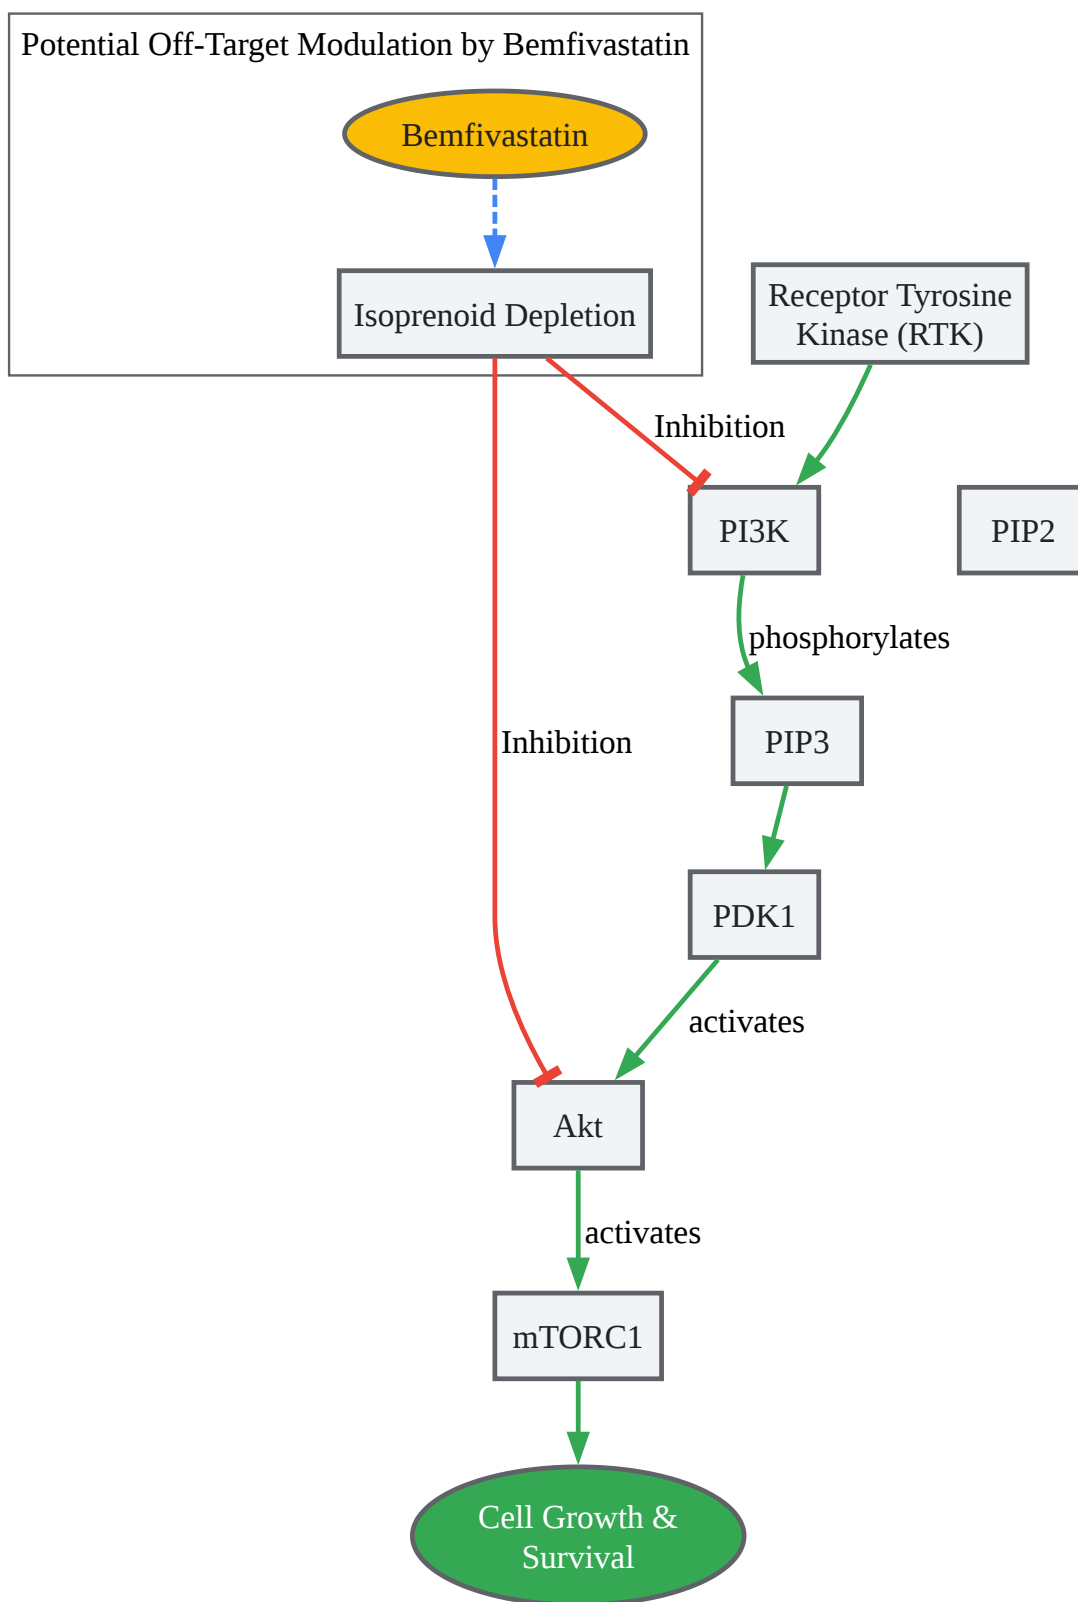 Potential Off-Target Modulation by Bemfivastatin
Bemfivastatin
Isoprenoid Depletion
Receptor Tyrosine
Kinase (RTK)
Inhibition
PI3K
PIP2
phosphorylates
PIP3
Inhibition
PDK1
activates
Akt
activates
mTORC1
Cell Growth &
Survival